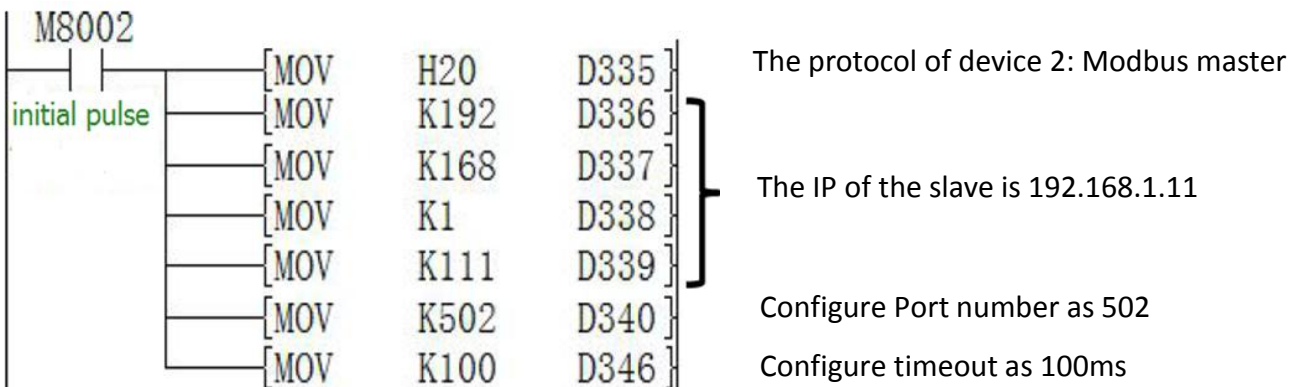 M8002
MOV H20 D335 The protocol of device 2: Modbus master
initial pulse MOV K192 D336
MOV K168 D337
The IP of the slave is 192.168.1.11
MOV K1 D338
MOV K111 D339
MOV K502 D340 Configure Port number as 502
MOV K100 D346 Configure timeout as 100ms